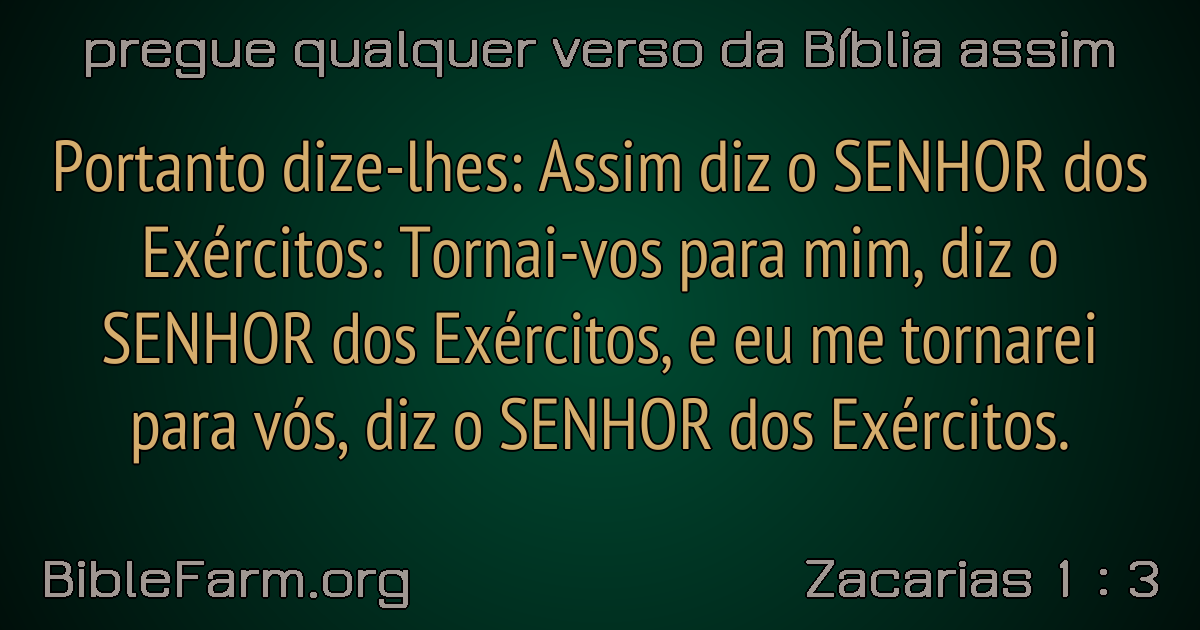 pregue qualquer verso da Bíblia assim
Portanto dize-lhes: Assim diz o SENHOR dos
Exércitos: Tornai-vos para mim, diz o
SENHOR dos Exércitos, e eu me tornarei
para vós, diz o SENHOR dos Exércitos.
BibleFarm.org
Zacarias 1 : 3